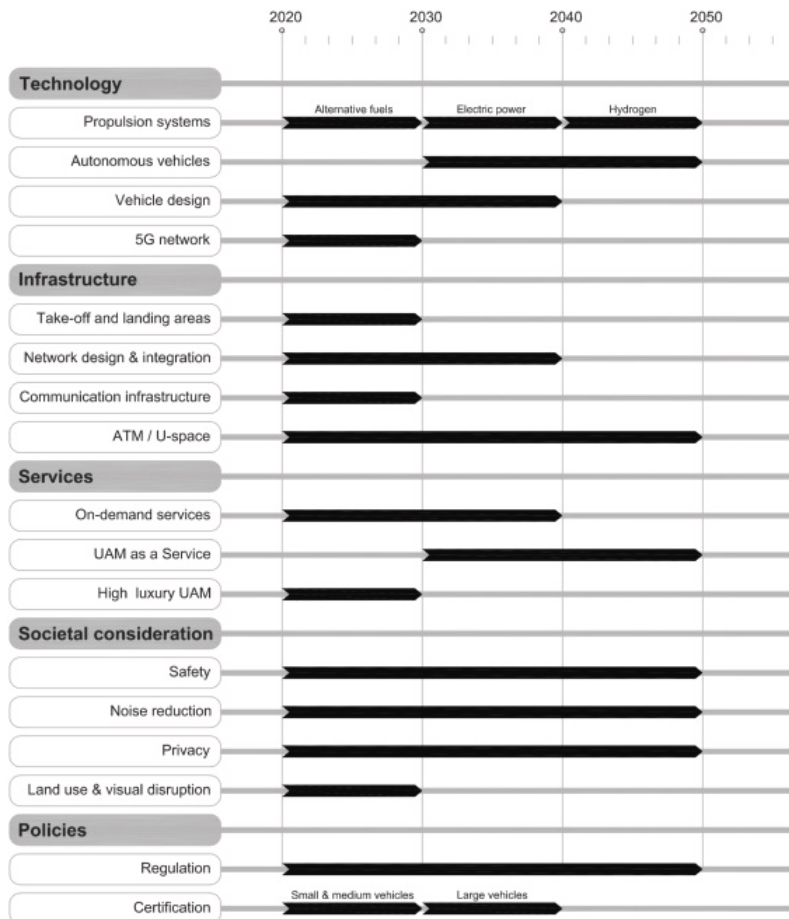 2020 2030 2040 2050
Technology
Alternative fuels Electric power Hydrogen
Propulsion systems
Autonomous vehicles
Vehicle design
5G network
Infrastructure
Take-off and landing areas
Network design & integration
Communication infrastructure
ATM / U-space
Services
On-demand services
UAM as a Service
High luxury UAM
Societal consideration
Safety
Noise reduction
Privacy
Land use & visual disruption
Policies
Regulation
Small & medium vehicles Large vehicles
Certification